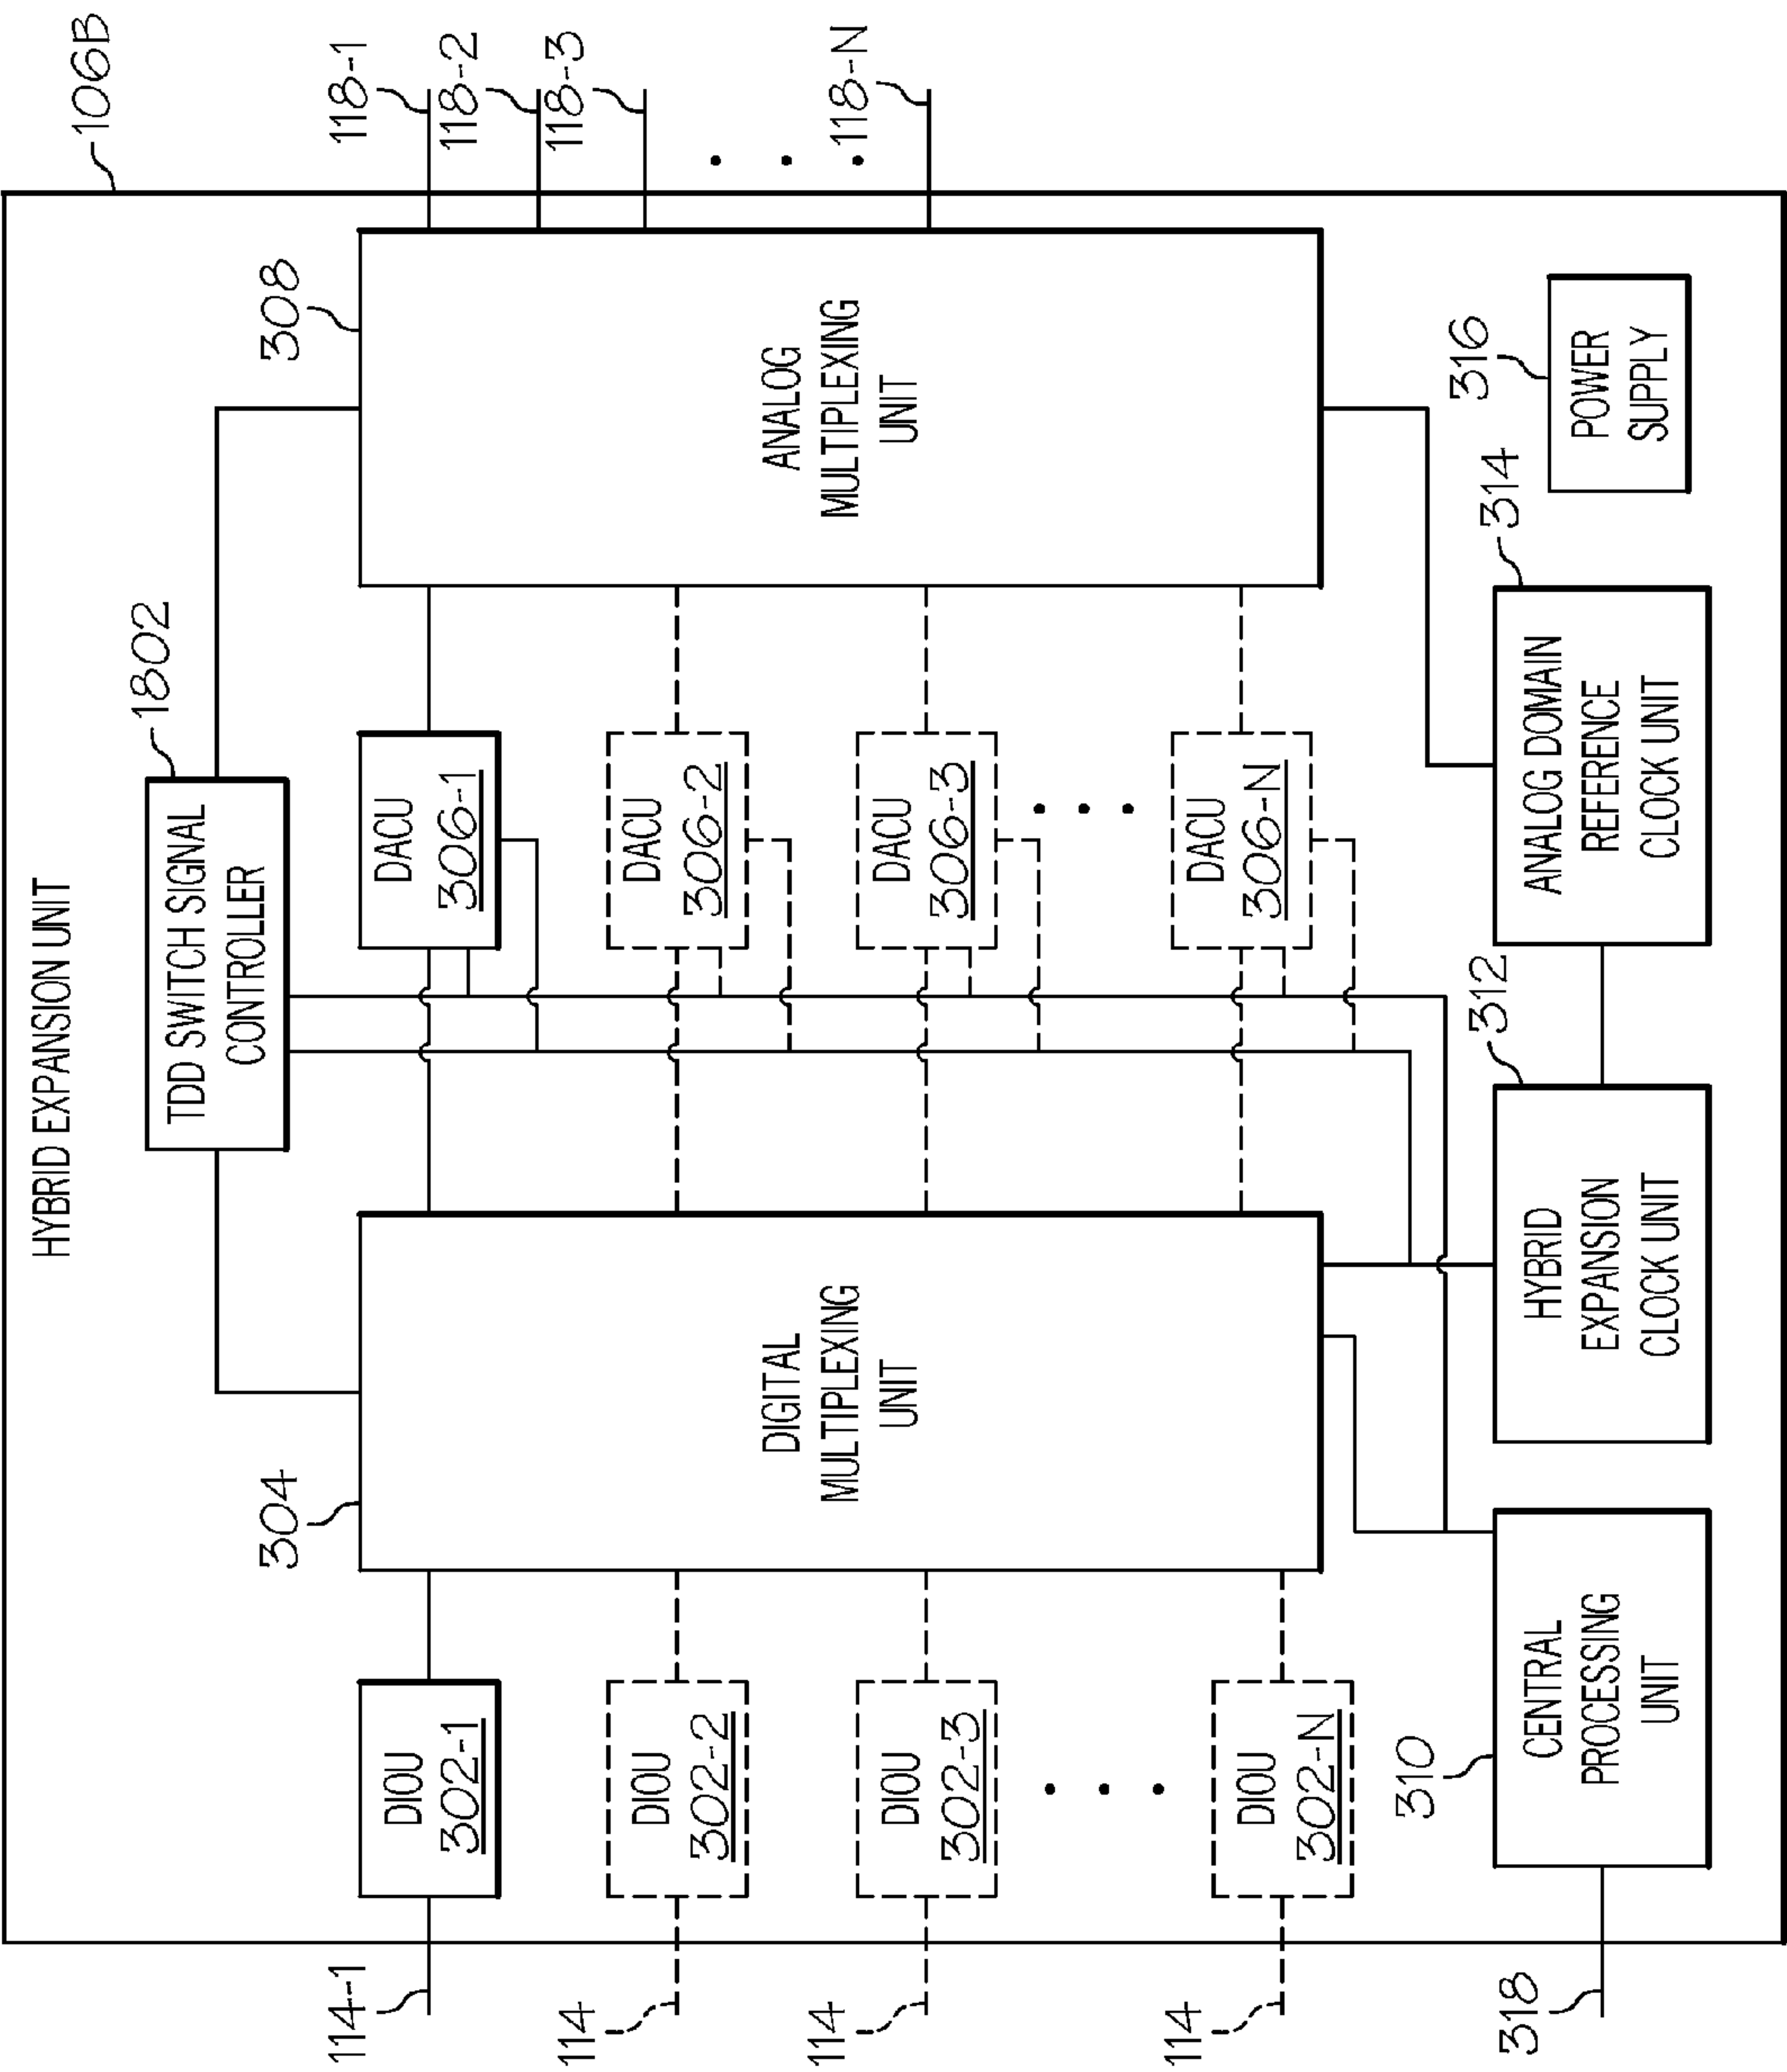 HYBRID EXPANSION UNIT
106B
1802
TDD SWITCH SIGNAL
CONTROLLER
304
308
114-1
DIOU
302-1
DACU
306-1
118-1
118-2
118-3
118-N
114
DIOU
302-2
DACU
306-2
DIGITAL
MULTIPLEXING
UNIT
ANALOG
MULTIPLEXING
UNIT
114
DIOU
302-3
DACU
306-3
114
DIOU
302-N
DACU
306-N
310
312
314
316
318
CENTRAL
PROCESSING
UNIT
HYBRID
EXPANSION
CLOCK UNIT
ANALOG DOMAIN
REFERENCE
CLOCK UNIT
POWER
SUPPLY